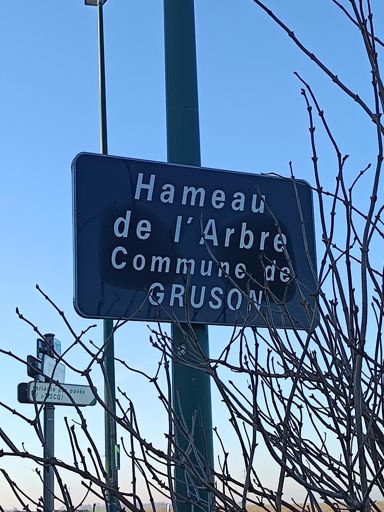 Hameau
de l'Arbre
Commune de
GRUSON